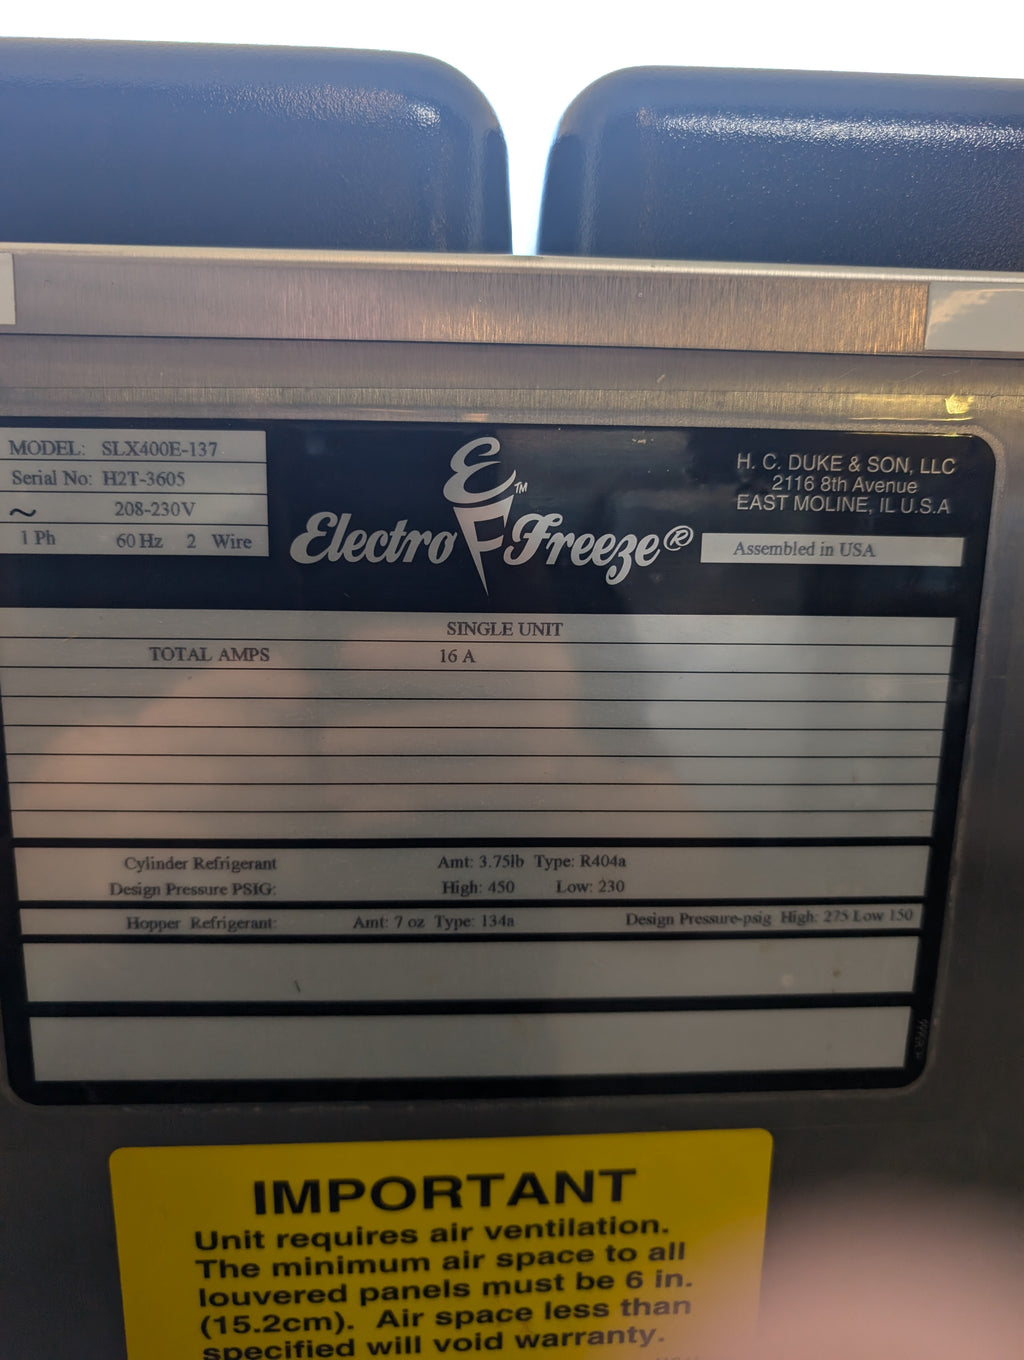 MODEL: SLX400E-137
Serial No: H2T-3605
~ 208-230V
1 Ph 60 Hz 2 Wire
E TM
Electro Freeze®
H. C. DUKE & SON, LLC
2116 8th Avenue
EAST MOLINE, IL U.S.A
Assembled in USA
SINGLE UNIT
TOTAL AMPS 16 A
Cylinder Refrigerant Amt: 3.75lb Type: R404a
Design Pressure PSIG: High: 450 Low: 230
Hopper Refrigerant: Amt: 7 oz Type: 134a Design Pressure-psig High: 275 Low 150
IMPORTANT
Unit requires air ventilation.
The minimum air space to all
louvered panels must be 6 in.
(15.2cm). Air space less than
specified will void warranty.